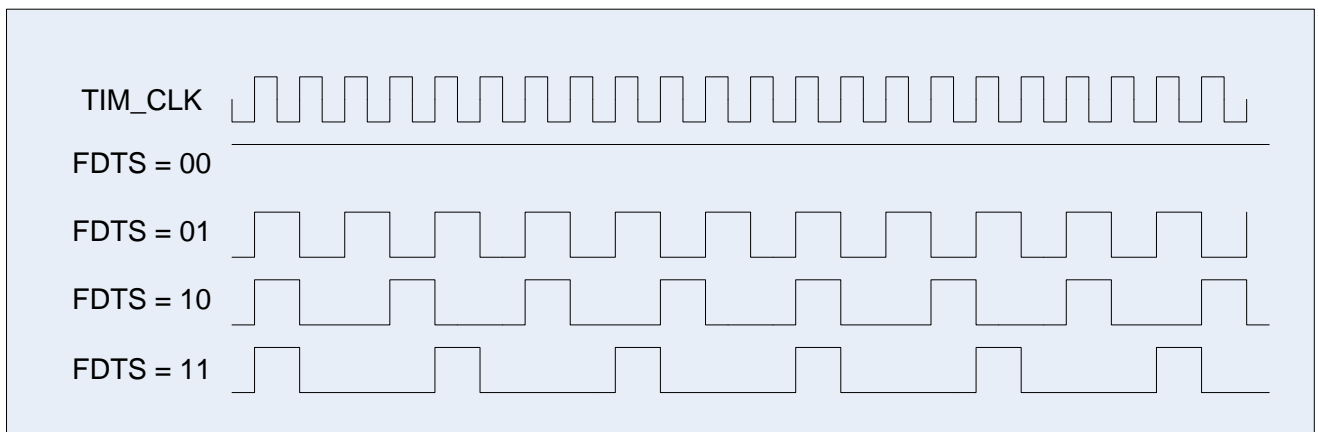 TIM_CLK
FDTS = 00
FDTS = 01
FDTS = 10
FDTS = 11